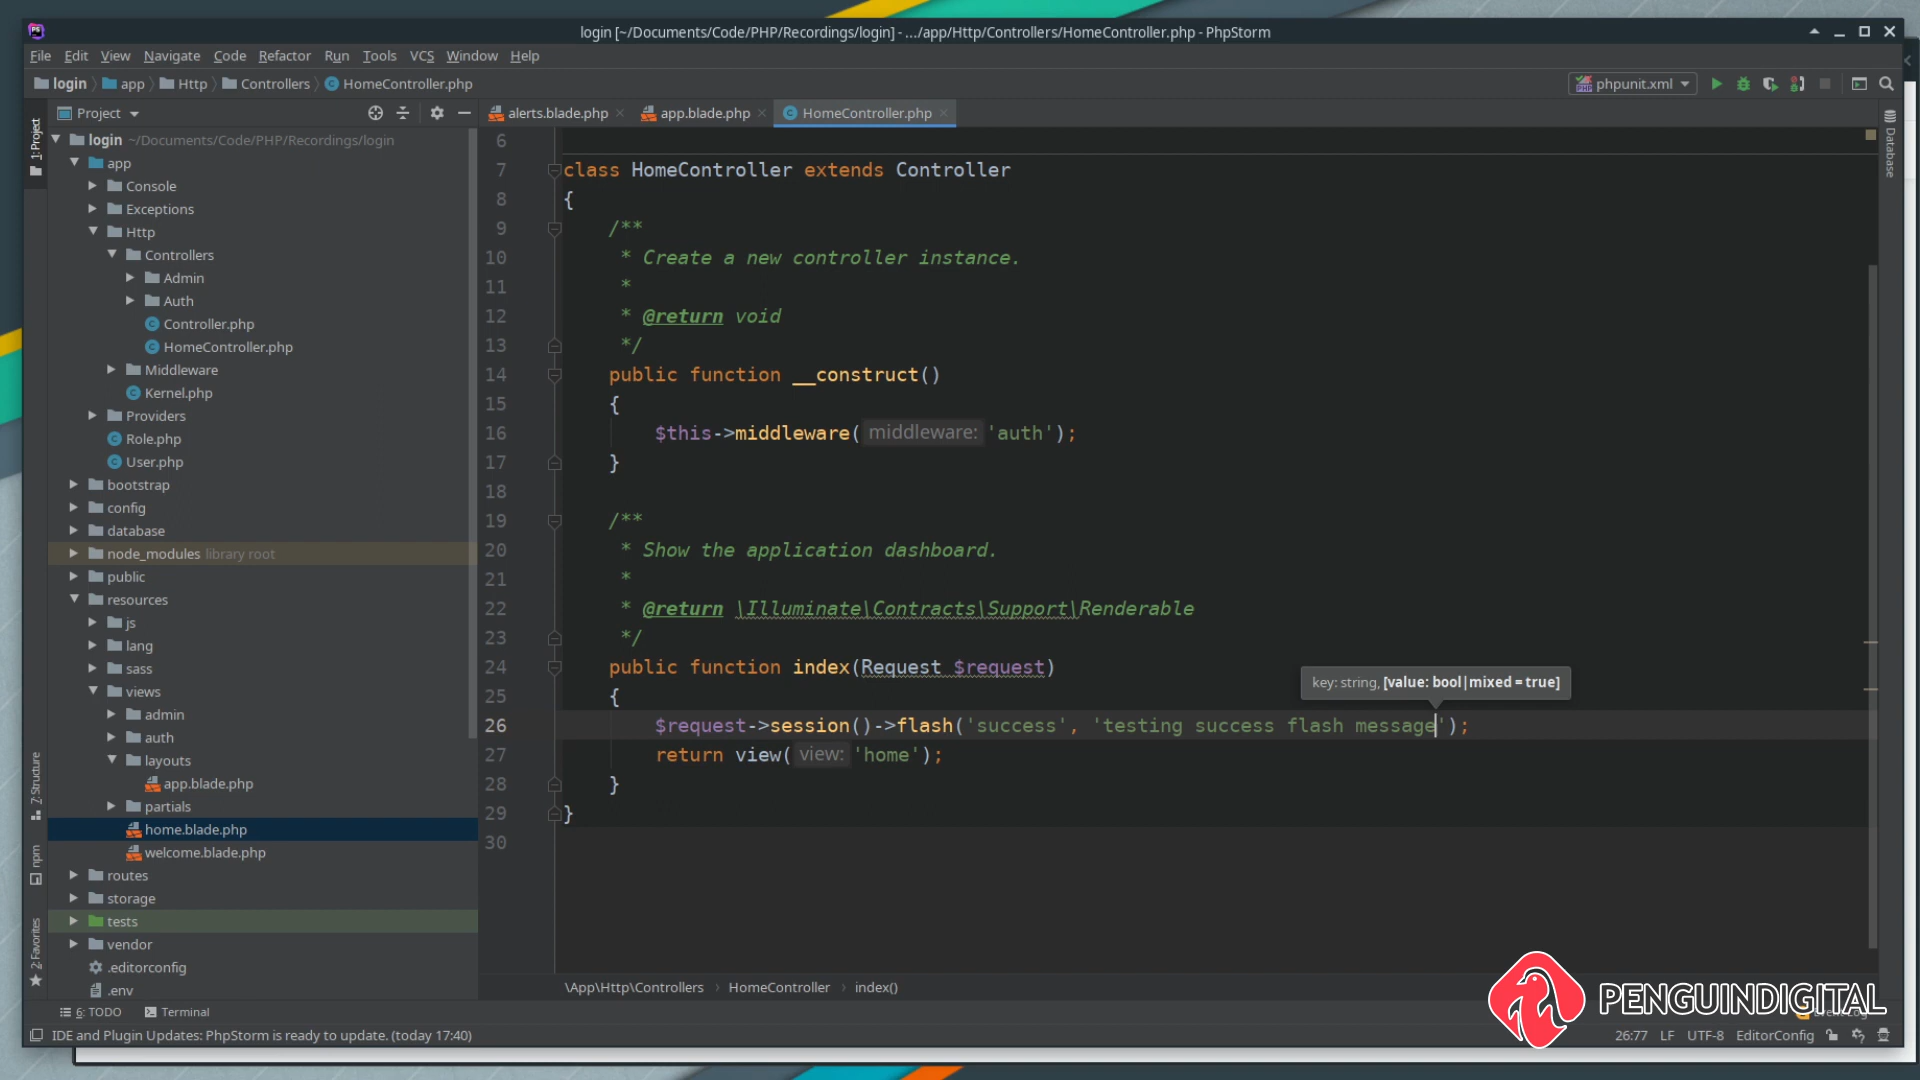 login [~/Documents/Code/PHP/Recordings/login] - .../app/Http/Controllers/HomeController.php - PhpStorm
File Edit View Navigate Code Refactor Run Tools VCS Window Help
login app Http Controllers HomeController.php
phpunit.xml
Project
alerts.blade.php
app.blade.php
HomeController.php
1: Project
7: Structure
npm
2: Favorites
Database
login ~/Documents/Code/PHP/Recordings/login
app
Console
Exceptions
Http
Controllers
Admin
Auth
Controller.php
HomeController.php
Middleware
Kernel.php
Providers
Role.php
User.php
bootstrap
config
database
node_modules library root
public
resources
js
lang
sass
views
admin
auth
layouts
app.blade.php
partials
home.blade.php
welcome.blade.php
routes
storage
tests
vendor
.editorconfig
.env
6
7 class HomeController extends Controller
8 {
9 /**
10 * Create a new controller instance.
11 *
12 * @return void
13 */
14 public function __construct()
15 {
16 $this->middleware( middleware: 'auth');
17 }
18
19 /**
20 * Show the application dashboard.
21 *
22 * @return \Illuminate\Contracts\Support\Renderable
23 */
24 public function index(Request $request)
25 {
key: string, [value: bool|mixed = true]
26 $request->session()->flash('success', 'testing success flash message');
27 return view( view: 'home');
28 }
29 }
30
\App\Http\Controllers › HomeController › index()
6: TODO Terminal
PENGUINDIGITAL
IDE and Plugin Updates: PhpStorm is ready to update. (today 17:40)
26:77 LF UTF-8 EditorConfig